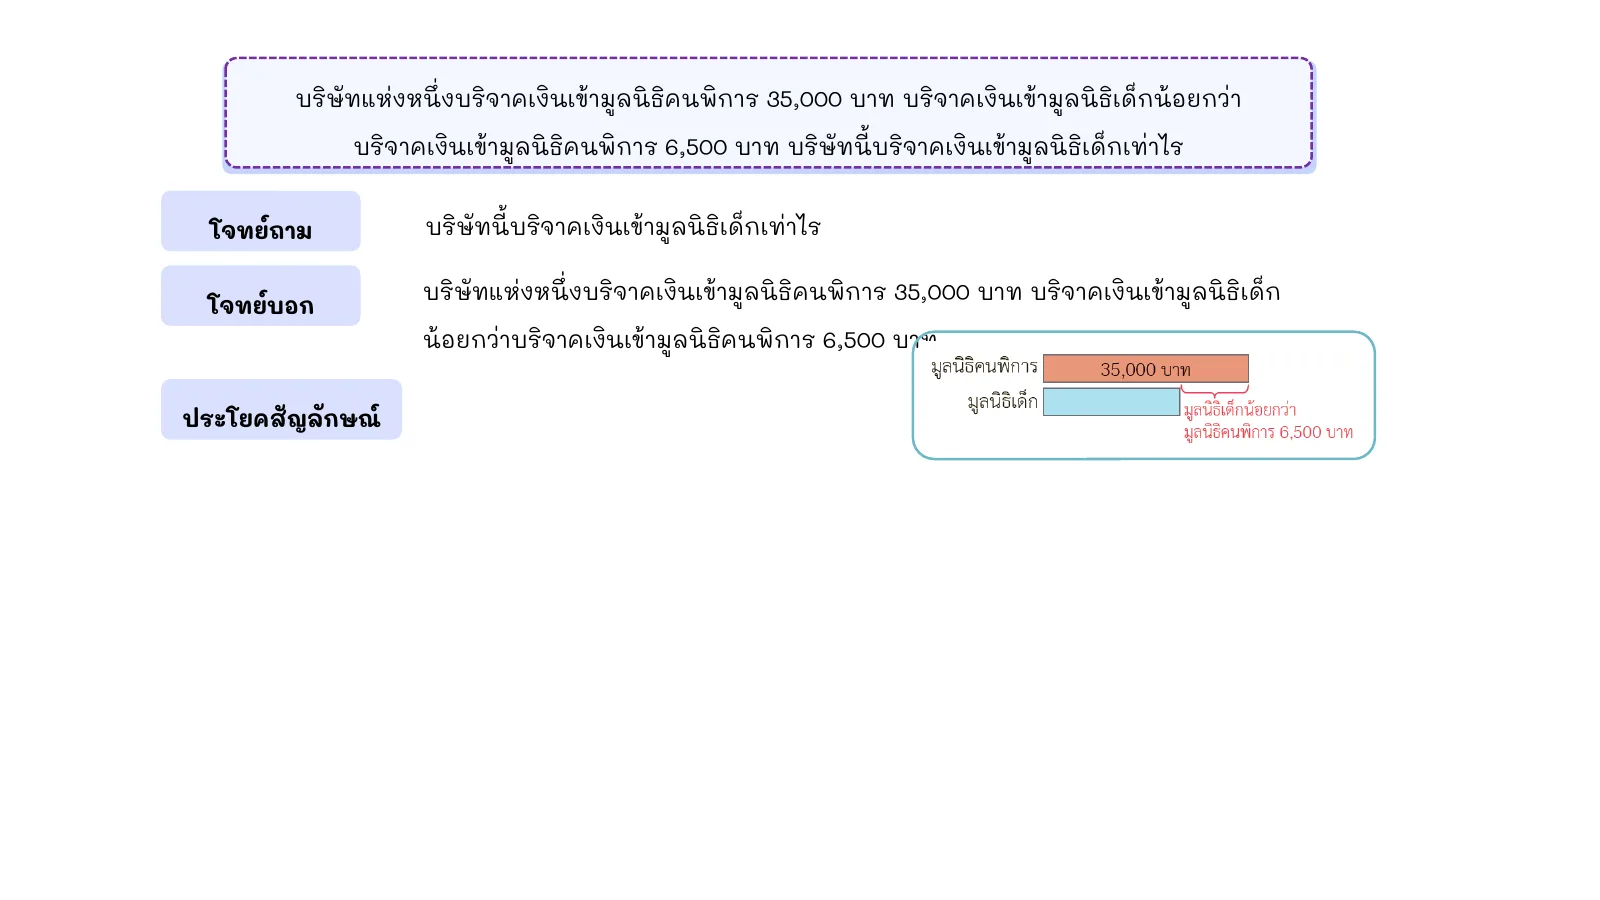 บริษัทแห่งหนึ่งบริจาคเงินเข้ามูลนิธิคนพิการ 35,000 บาท บริจาคเงินเข้ามูลนิธิเด็กน้อยกว่า
บริจาคเงินเข้ามูลนิธิคนพิการ 6,500 บาท บริษัทนี้บริจาคเงินเข้ามูลนิธิเด็กเท่าไร
โจทย์ถาม
บริษัทนี้บริจาคเงินเข้ามูลนิธิเด็กเท่าไร
โจทย์บอก
บริษัทแห่งหนึ่งบริจาคเงินเข้ามูลนิธิคนพิการ 35,000 บาท บริจาคเงินเข้ามูลนิธิเด็ก
น้อยกว่าบริจาคเงินเข้ามูลนิธิคนพิการ 6,500 บาท
มูลนิธิคนพิการ 35,000 บาท
มูลนิธิเด็ก
มูลนิธิเด็กน้อยกว่า
มูลนิธิคนพิการ 6,500 บาท
ประโยคสัญลักษณ์